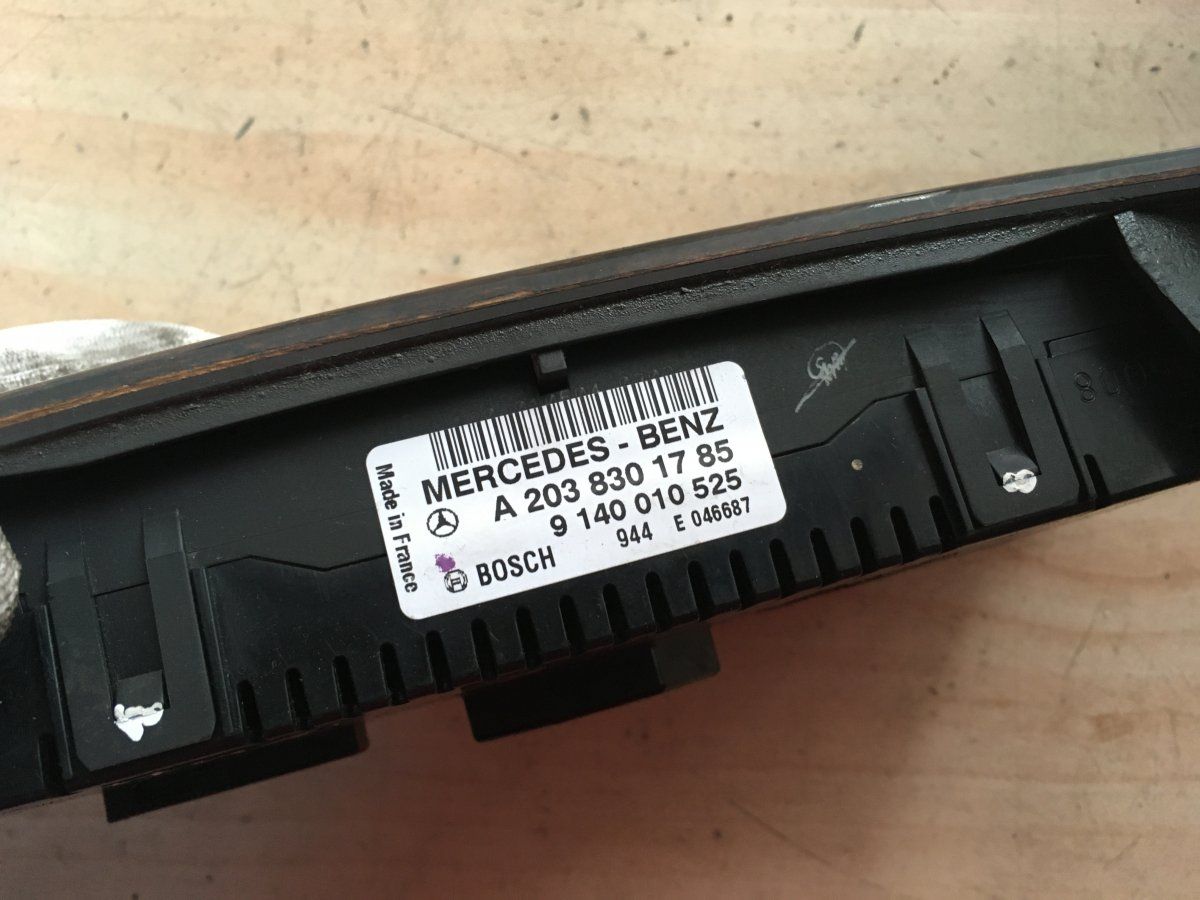 MERCEDES - BENZ
A 203 830 17 85
9 140 010 525
BOSCH 944 E 046687
Made in France